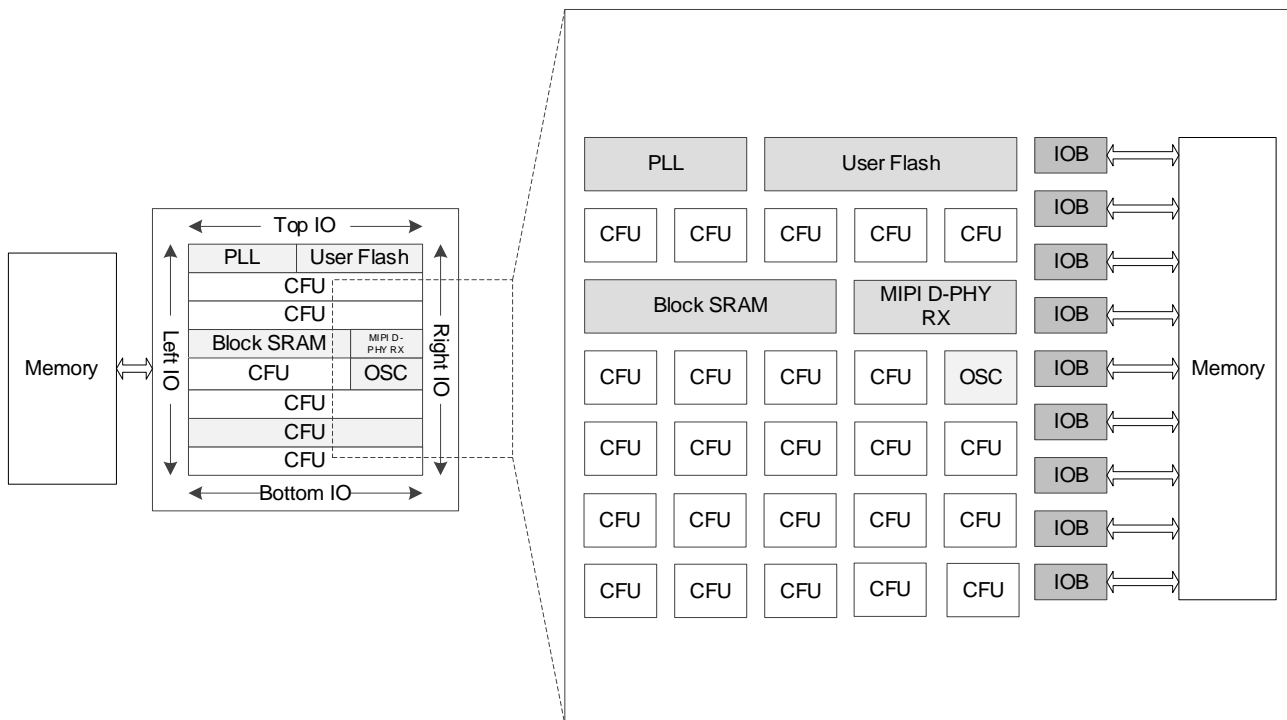 Memory
Top IO
Left IO
Right IO
Bottom IO
PLL User Flash
CFU
CFU
Block SRAM MIPI D-
PHY RX
CFU OSC
CFU
CFU
CFU
PLL User Flash
CFU CFU CFU CFU CFU
Block SRAM MIPI D-PHY
RX
CFU CFU CFU CFU OSC
CFU CFU CFU CFU CFU
CFU CFU CFU CFU CFU
CFU CFU CFU CFU CFU
IOB
IOB
IOB
IOB
IOB
IOB
IOB
IOB
IOB
Memory